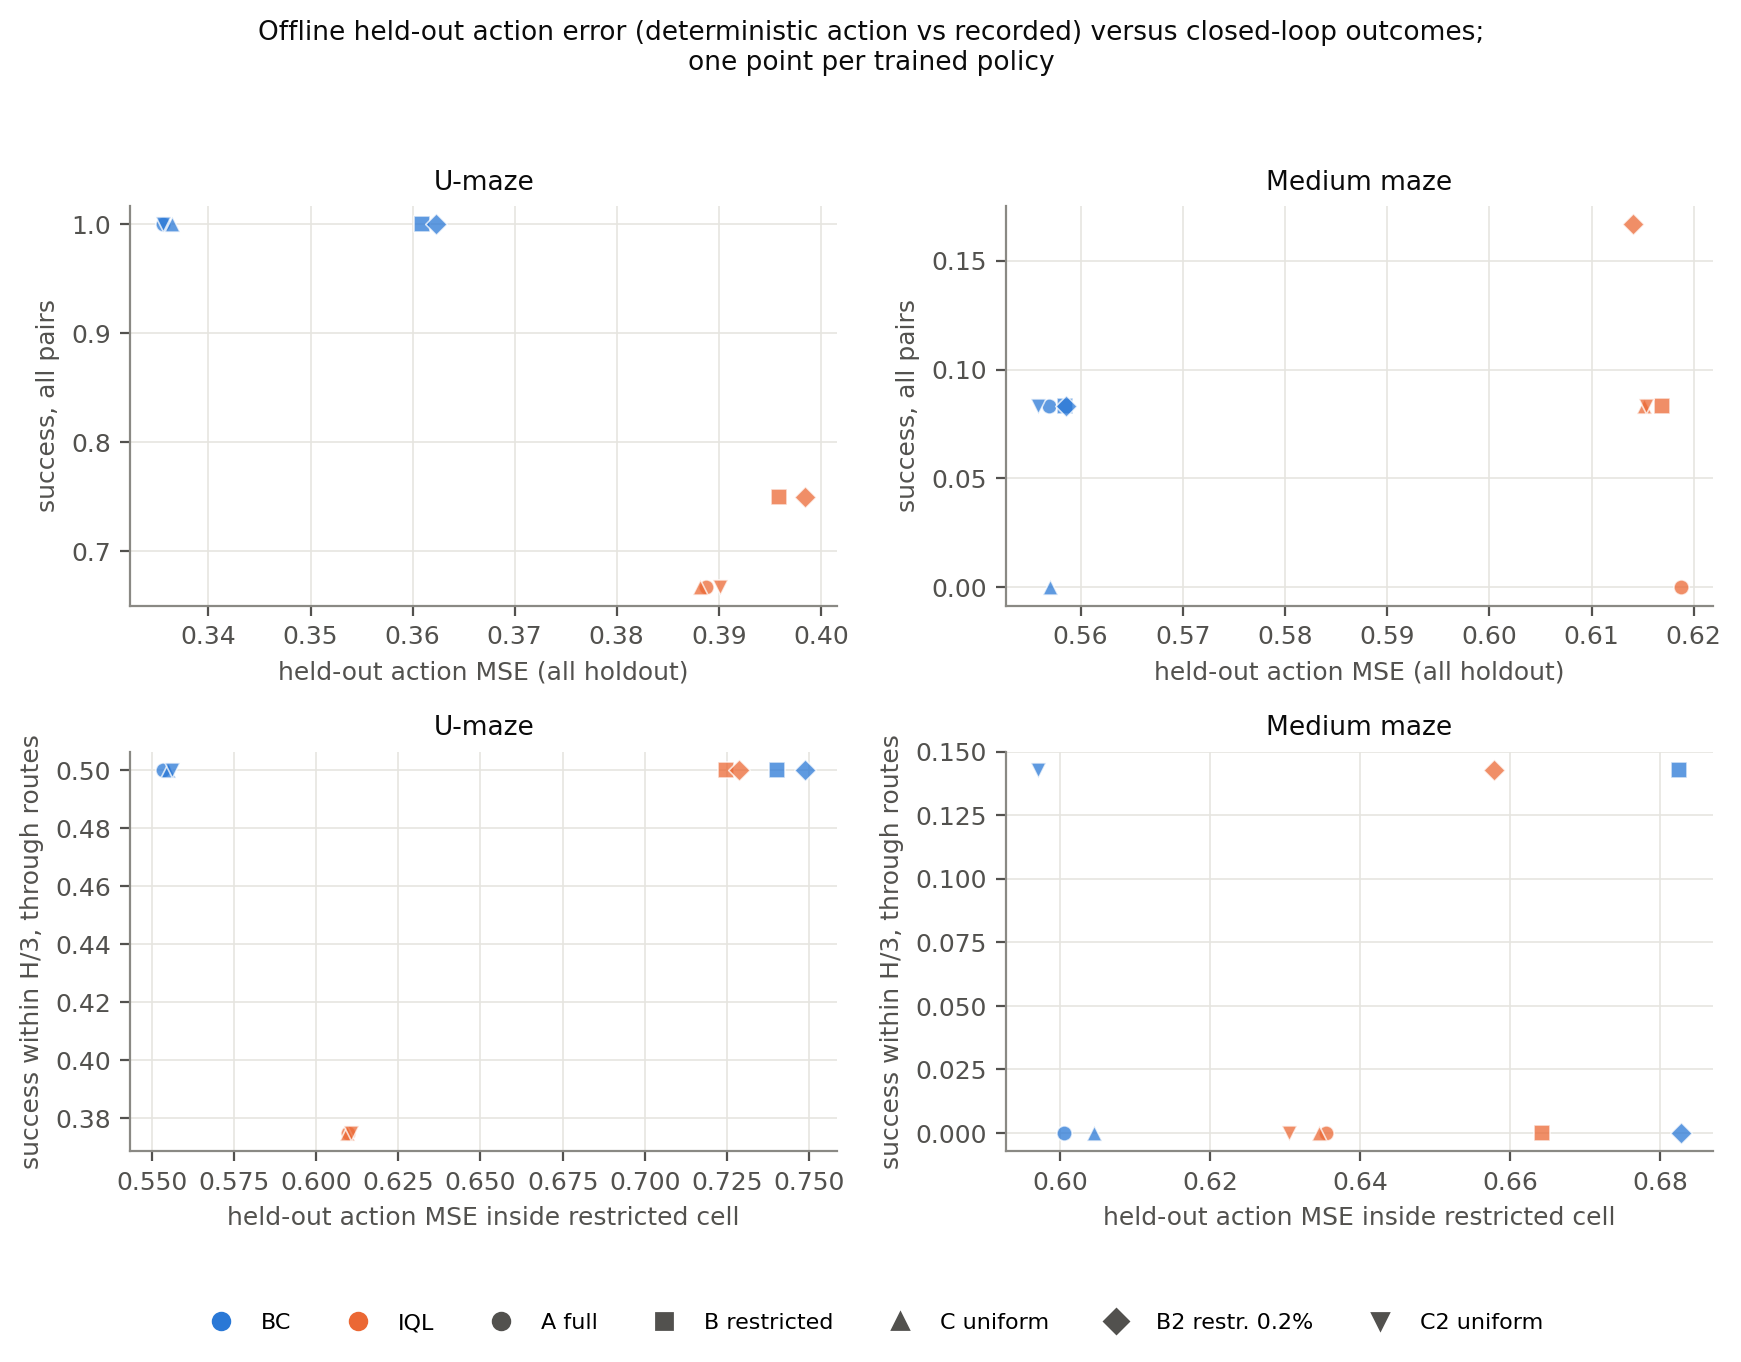 Offline held-out action error (deterministic action vs recorded) versus closed-loop outcomes;
one point per trained policy
U-maze
1.0
0.9
0.8
0.7
success, all pairs
0.34 0.35 0.36 0.37 0.38 0.39 0.40
held-out action MSE (all holdout)
Medium maze
0.15
0.10
0.05
0.00
success, all pairs
0.56 0.57 0.58 0.59 0.60 0.61 0.62
held-out action MSE (all holdout)
U-maze
0.50
0.48
0.46
0.44
0.42
0.40
0.38
success within H/3, through routes
0.550 0.575 0.600 0.625 0.650 0.675 0.700 0.725 0.750
held-out action MSE inside restricted cell
Medium maze
0.150
0.125
0.100
0.075
0.050
0.025
0.000
success within H/3, through routes
0.60 0.62 0.64 0.66 0.68
held-out action MSE inside restricted cell
BC IQL A full B restricted C uniform B2 restr. 0.2% C2 uniform